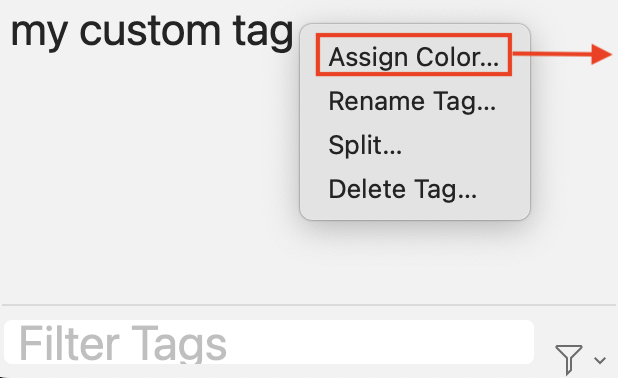 my custom tag
Assign Color...
Rename Tag...
Split...
Delete Tag...
Filter Tags